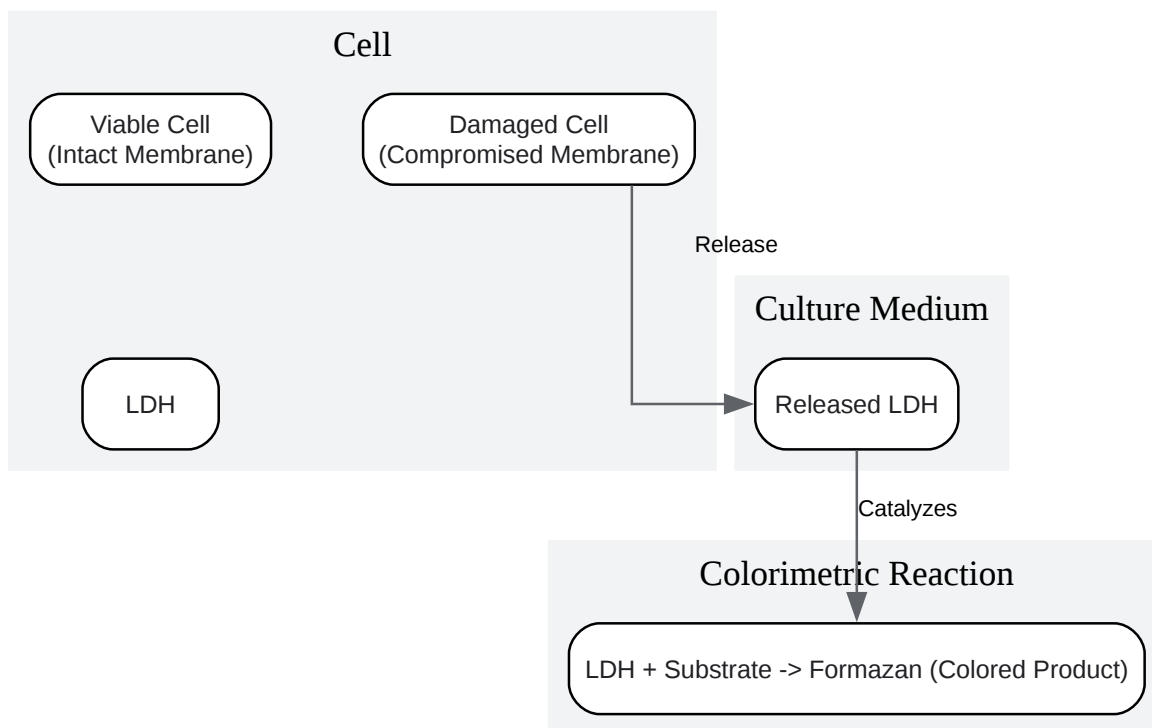 Cell
Viable Cell
(Intact Membrane)
Damaged Cell
(Compromised Membrane)
Release
Culture Medium
LDH
Released LDH
Catalyzes
Colorimetric Reaction
LDH + Substrate -> Formazan (Colored Product)